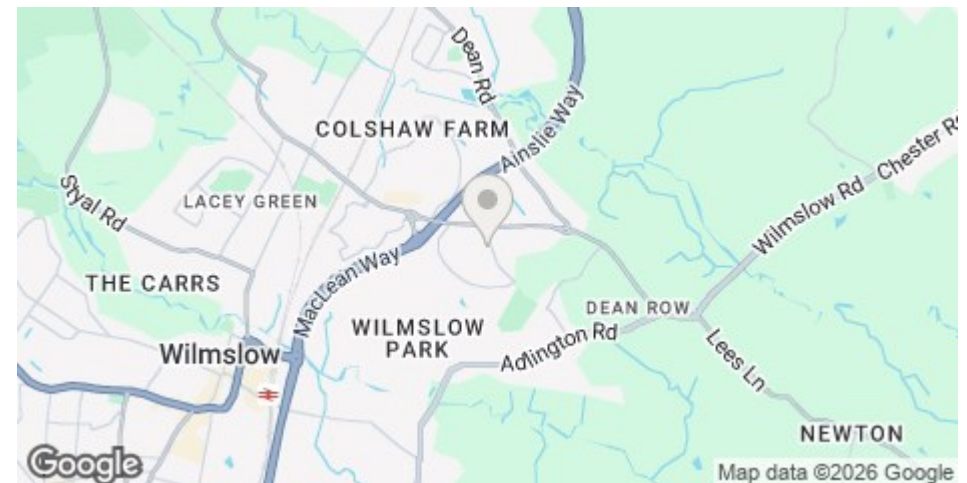 Dean Rd
COLSHAW FARM
Ainslie Way
Chester Rd
Styal Rd
LACEY GREEN
Wilmslow Rd
MacLean Way
THE CARRS
DEAN ROW
WILMSLOW
PARK
Adlington Rd
Wilmslow
Lees Ln
NEWTON
Google
Map data ©2026 Google